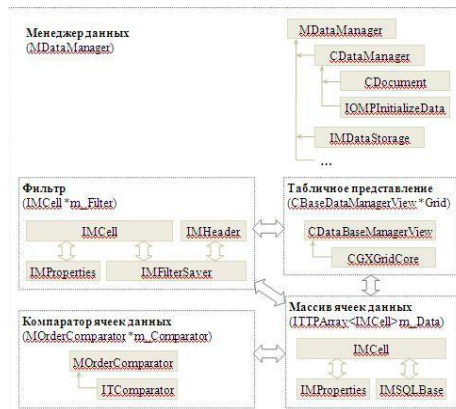 Менеджер данных
(MDataManager)
MDataManager
CDataManager
CDocument
IOMPInitializeData
IMDataStorage
...
Фильтр
(IMCell *m_Filter)
IMCell
IMHeader
IMProperties
IMFilterSaver
Табличное представление
(CBaseDataManagerView *Grid)
CDataBaseManagerView
CGXGridCore
Компаратор ячеек данных
(MOrderComparator *m_Comparator)
MOrderComparator
ITComparator
Массив ячеек данных
(ITTPArray<IMCell> m_Data)
IMCell
IMProperties
IMSQLBase